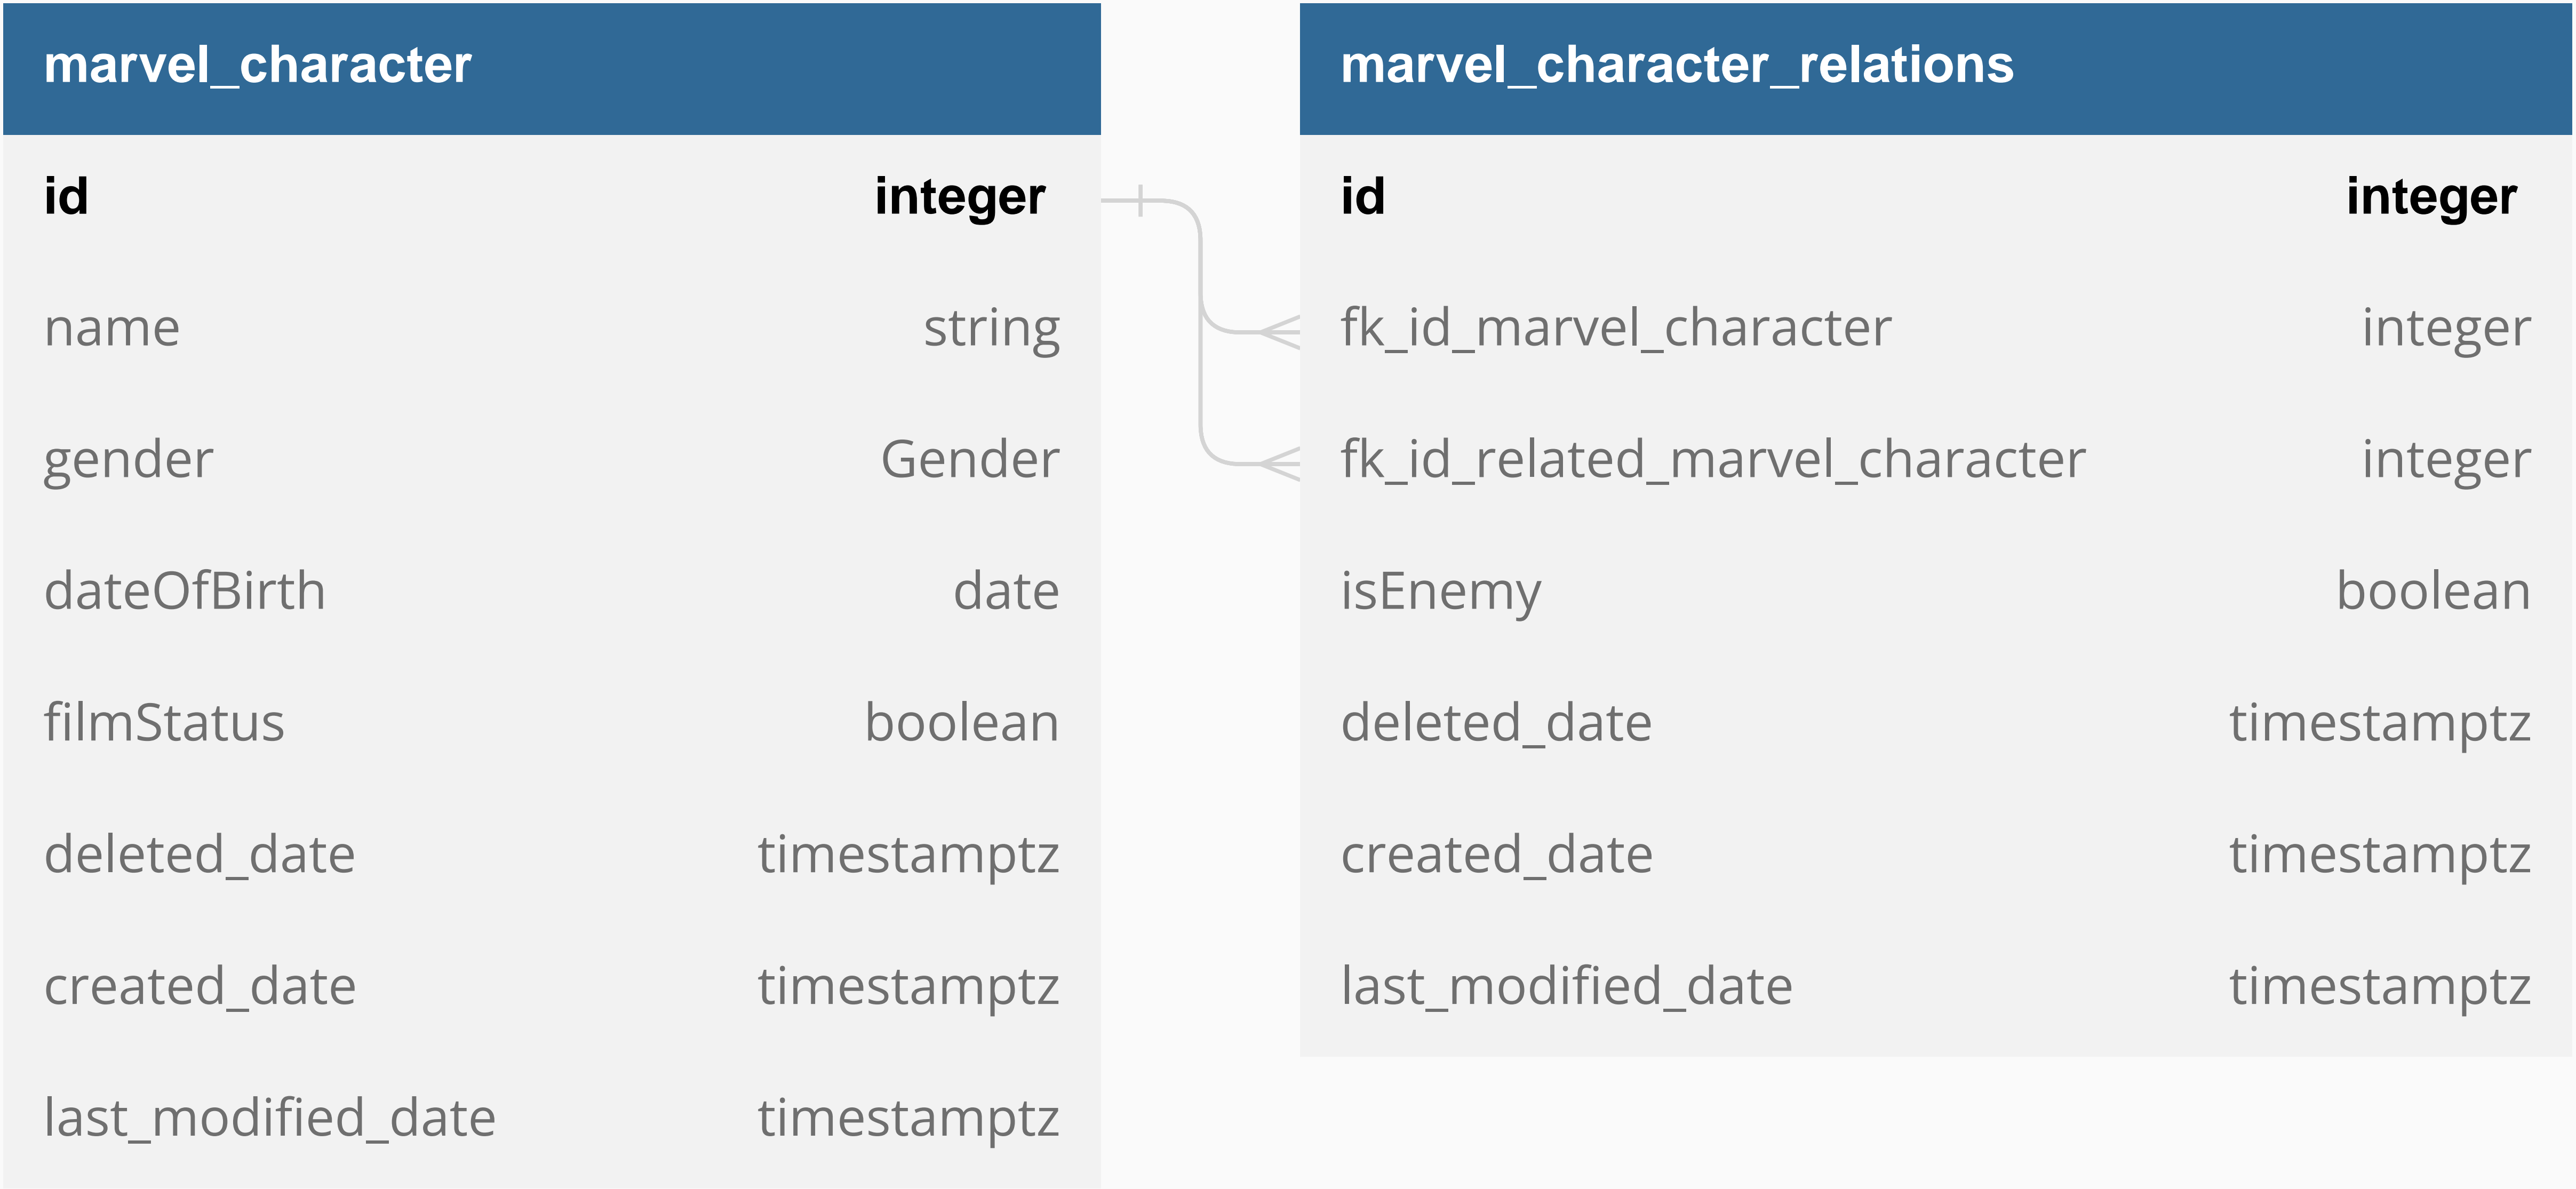 marvel_character
id integer
name string
gender Gender
dateOfBirth date
filmStatus boolean
deleted_date timestamptz
created_date timestamptz
last_modified_date timestamptz
marvel_character_relations
id integer
fk_id_marvel_character integer
fk_id_related_marvel_character integer
isEnemy boolean
deleted_date timestamptz
created_date timestamptz
last_modified_date timestamptz